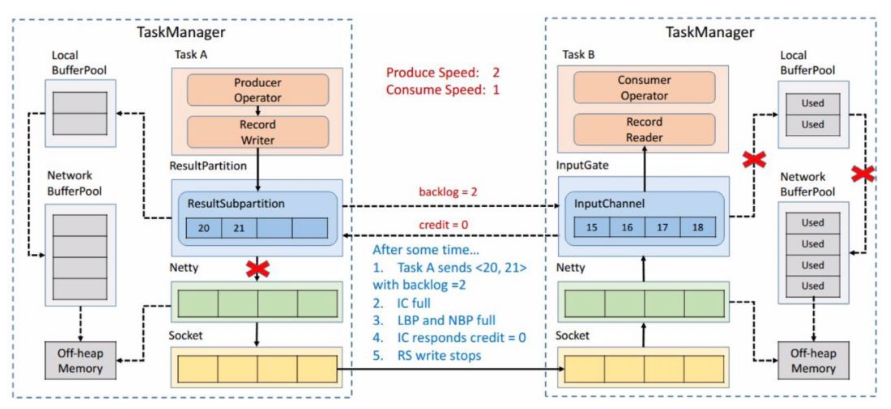 TaskManager
Local
BufferPool
Task A
Producer
Operator
Record
Writer
ResultPartition
ResultSubpartition
20 21
Network
BufferPool
Netty
Socket
Off-heap
Memory
Produce Speed: 2
Consume Speed: 1
backlog = 2
credit = 0
After some time…
1. Task A sends <20, 21>
with backlog =2
2. IC full
3. LBP and NBP full
4. IC responds credit = 0
5. RS write stops
TaskManager
Task B
Consumer
Operator
Record
Reader
InputGate
InputChannel
15 16 17 18
Netty
Socket
Local
BufferPool
Used
Used
Network
BufferPool
Used
Used
Used
Used
Off-heap
Memory